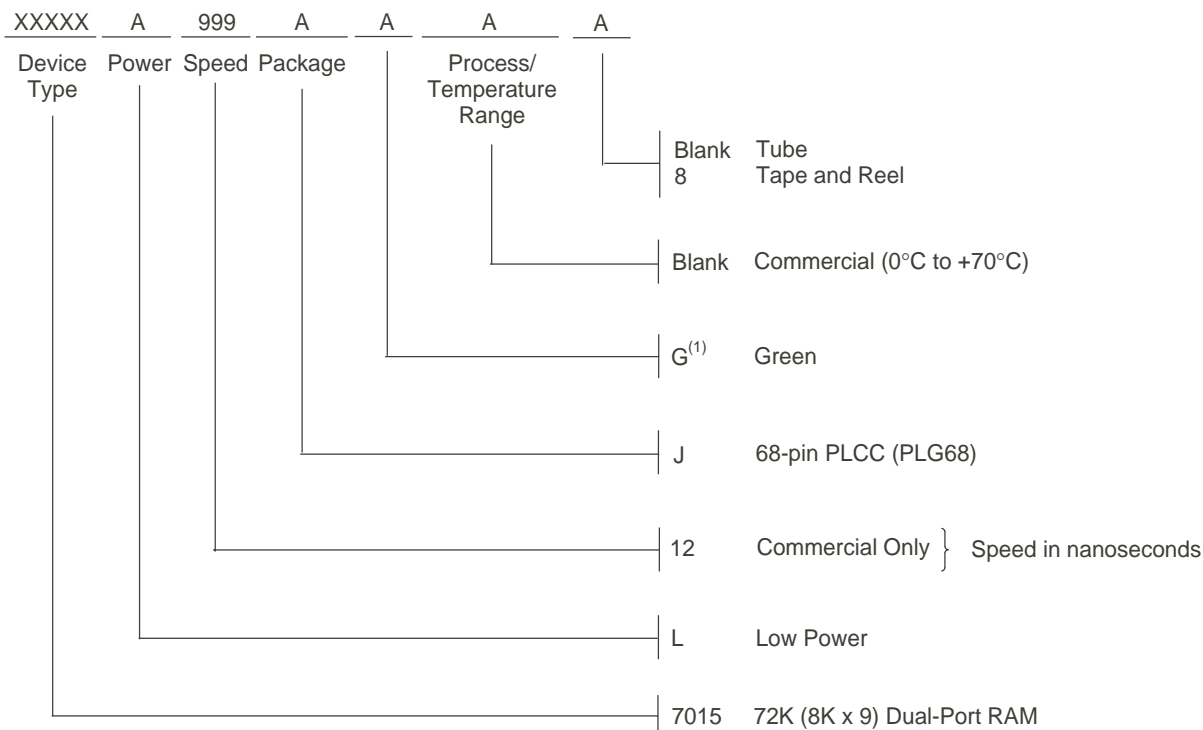 XXXXX A 999 A A A A
Device Type Power Speed Package Process/ Temperature Range
Blank Tube
8 Tape and Reel
Blank Commercial (0°C to +70°C)
G(1) Green
J 68-pin PLCC (PLG68)
12 Commercial Only } Speed in nanoseconds
L Low Power
7015 72K (8K x 9) Dual-Port RAM